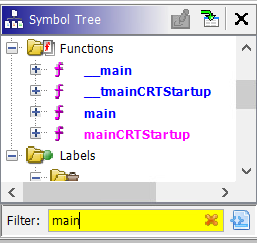 Symbol Tree
Functions
__main
__tmainCRTStartup
main
mainCRTStartup
Labels
Filter: main